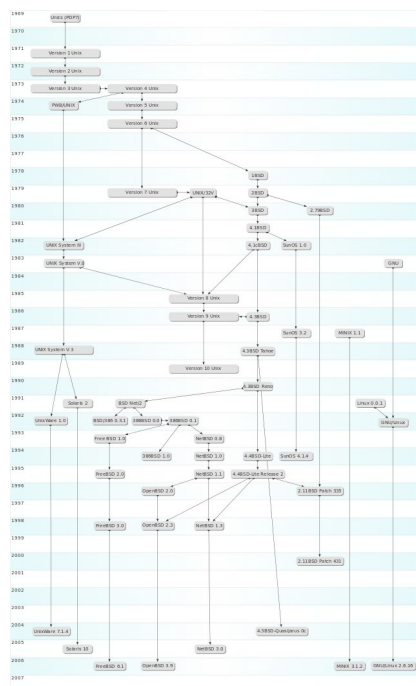 1969
Unics (PDP7)
1970
1971
Version 1 Unix
1972
Version 2 Unix
1973
Version 3 Unix
Version 4 Unix
1974
PWB/UNIX
Version 5 Unix
1975
Version 6 Unix
1976
1977
1978
1BSD
1979
Version 7 Unix
UNIX/32V
2BSD
1980
3BSD
2.79BSD
1981
4.1BSD
1982
UNIX System III
4.1cBSD
SunOS 1.0
1983
UNIX System V.0
GNU
1984
1985
Version 8 Unix
1986
Version 9 Unix
4.3BSD
1987
SunOS 3.2
MINIX 1.1
1988
UNIX System V.3
4.3BSD Tahoe
1989
Version 10 Unix
1990
4.3BSD Reno
1991
Solaris 2
BSD Net/2
Linux 0.0.1
1992
UnixWare 1.0
BSD/385 0.3.1
386BSD 0.0
386BSD 0.1
GNU/Linux
1993
Free BSD 1.0
NetBSD 0.8
1994
386BSD 1.0
NetBSD 1.0
4.4BSD-Lite
SunOS 4.1.4
1995
FreeBSD 2.0
NetBSD 1.1
4.4BSD-Lite Release 2
1996
OpenBSD 2.0
2.11BSD Patch 335
1997
1998
FreeBSD 3.0
OpenBSD 2.3
NetBSD 1.3
1999
2000
2.11BSD Patch 431
2001
2002
2003
2004
UnixWare 7.1.4
4.3BSD-Quasijarus 0c
2005
Solaris 10
NetBSD 3.0
2006
FreeBSD 6.1
OpenBSD 3.9
MINIX 3.1.2
GNU/Linux 2.6.16
2007